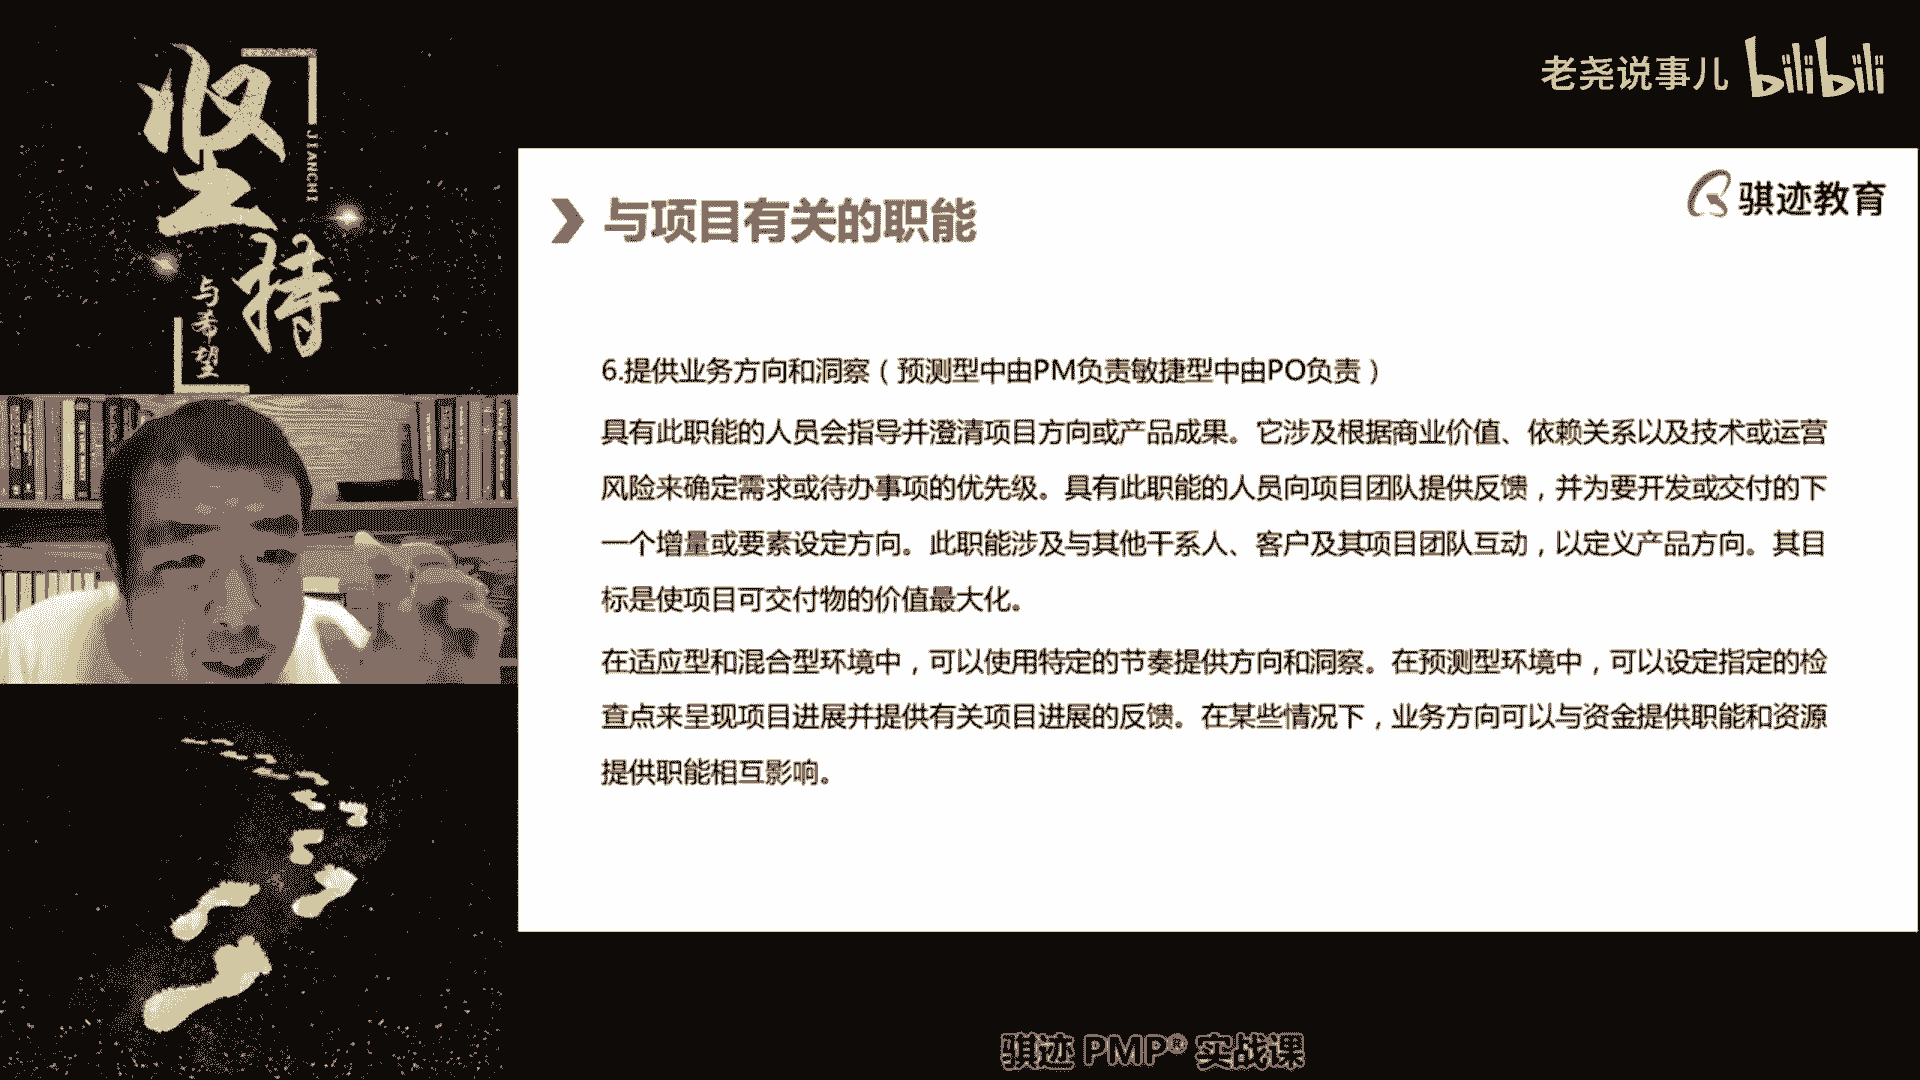 坚持
JIANCHI
与希望
老尧说事儿 bilibili
骐迹教育
与项目有关的职能
6.提供业务方向和洞察（预测型中由PM负责敏捷型中由PO负责）
具有此职能的人员会指导并澄清项目方向或产品成果。它涉及根据商业价值、依赖关系以及技术或运营
风险来确定需求或待办事项的优先级。具有此职能的人员向项目团队提供反馈，并为要开发或交付的下
一个增量或要素设定方向。此职能涉及与其他干系人、客户及其项目团队互动，以定义产品方向。其目
标是使项目可交付物的价值最大化。
在适应型和混合型环境中，可以使用特定的节奏提供方向和洞察。在预测型环境中，可以设定指定的检
查点来呈现项目进展并提供有关项目进展的反馈。在某些情况下，业务方向可以与资金提供职能和资源
提供职能相互影响。
骐迹 PMP® 实战课